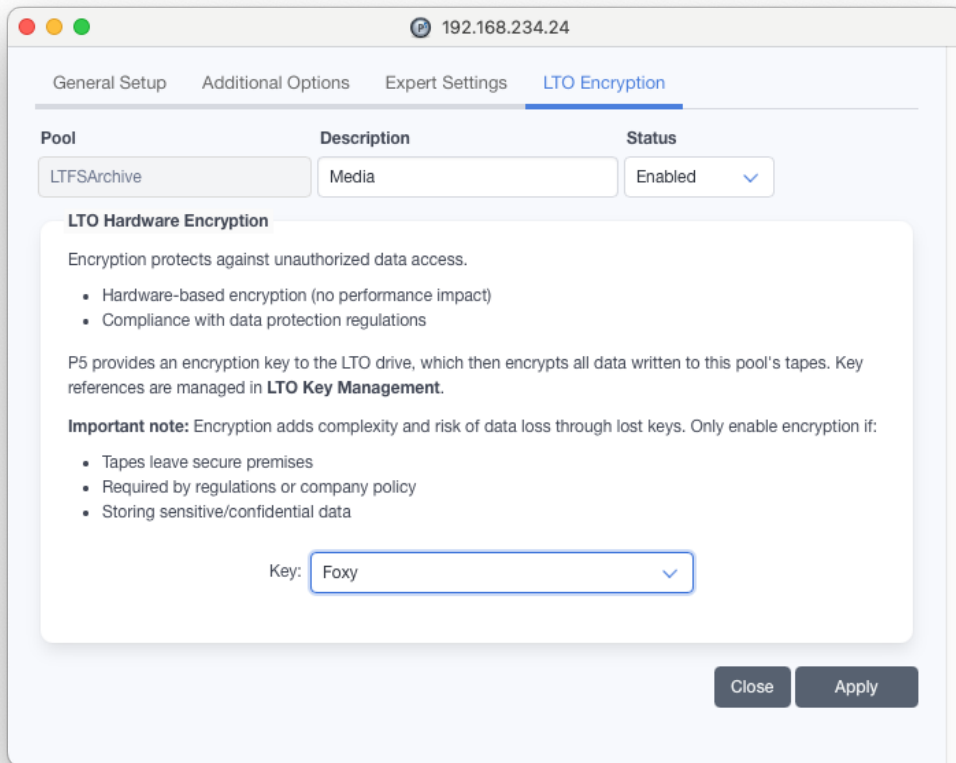 192.168.234.24
General Setup Additional Options Expert Settings LTO Encryption
Pool Description Status
LTFSArchive Media Enabled
LTO Hardware Encryption
Encryption protects against unauthorized data access.
• Hardware-based encryption (no performance impact)
• Compliance with data protection regulations
P5 provides an encryption key to the LTO drive, which then encrypts all data written to this pool's tapes. Key
references are managed in LTO Key Management.
Important note: Encryption adds complexity and risk of data loss through lost keys. Only enable encryption if:
• Tapes leave secure premises
• Required by regulations or company policy
• Storing sensitive/confidential data
Key: Foxy
Close Apply